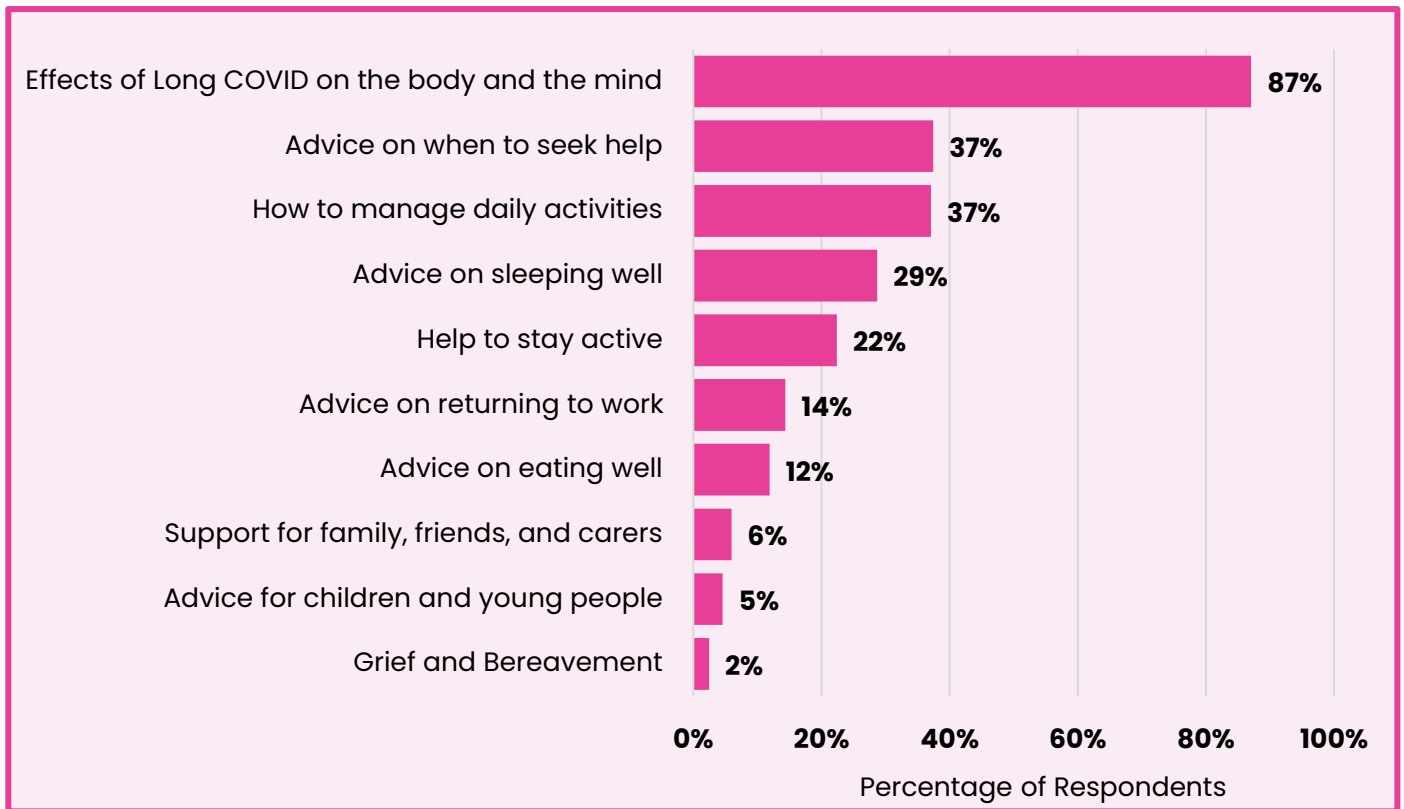 Effects of Long COVID on the body and the mind 87%
Advice on when to seek help 37%
How to manage daily activities 37%
Advice on sleeping well 29%
Help to stay active 22%
Advice on returning to work 14%
Advice on eating well 12%
Support for family, friends, and carers 6%
Advice for children and young people 5%
Grief and Bereavement 2%
0% 20% 40% 60% 80% 100%
Percentage of Respondents